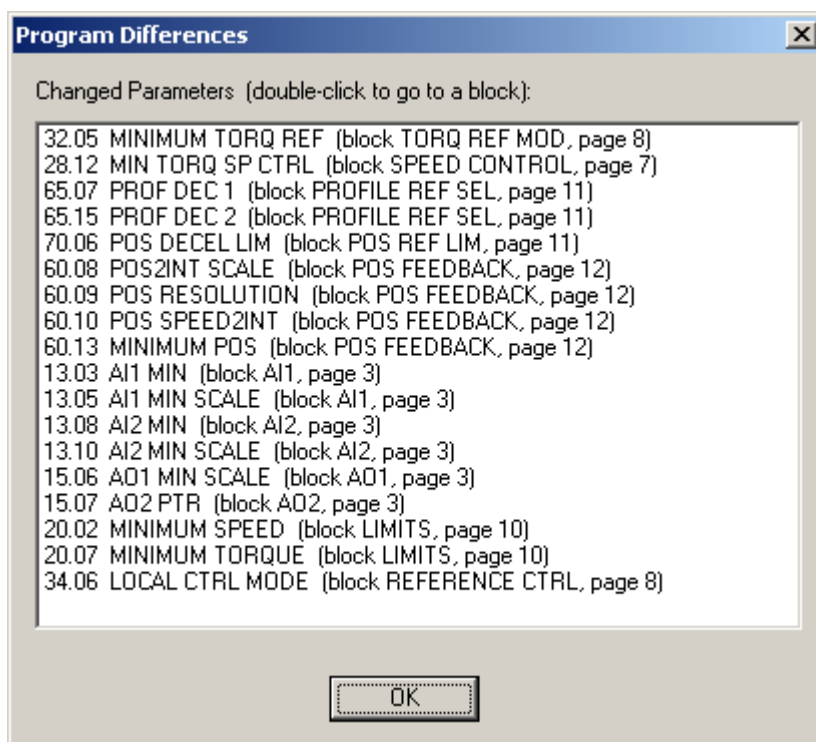 Program Differences
Changed Parameters (double-click to go to a block):
32.05 MINIMUM TORQ REF (block TORQ REF MOD, page 8)
28.12 MIN TORQ SP CTRL (block SPEED CONTROL, page 7)
65.07 PROF DEC 1 (block PROFILE REF SEL, page 11)
65.15 PROF DEC 2 (block PROFILE REF SEL, page 11)
70.06 POS DECEL LIM (block POS REF LIM, page 11)
60.08 POS2INT SCALE (block POS FEEDBACK, page 12)
60.09 POS RESOLUTION (block POS FEEDBACK, page 12)
60.10 POS SPEED2INT (block POS FEEDBACK, page 12)
60.13 MINIMUM POS (block POS FEEDBACK, page 12)
13.03 AI1 MIN (block AI1, page 3)
13.05 AI1 MIN SCALE (block AI1, page 3)
13.08 AI2 MIN (block AI2, page 3)
13.10 AI2 MIN SCALE (block AI2, page 3)
15.06 AO1 MIN SCALE (block AO1, page 3)
15.07 AO2 PTR (block AO2, page 3)
20.02 MINIMUM SPEED (block LIMITS, page 10)
20.07 MINIMUM TORQUE (block LIMITS, page 10)
34.06 LOCAL CTRL MODE (block REFERENCE CTRL, page 8)
OK